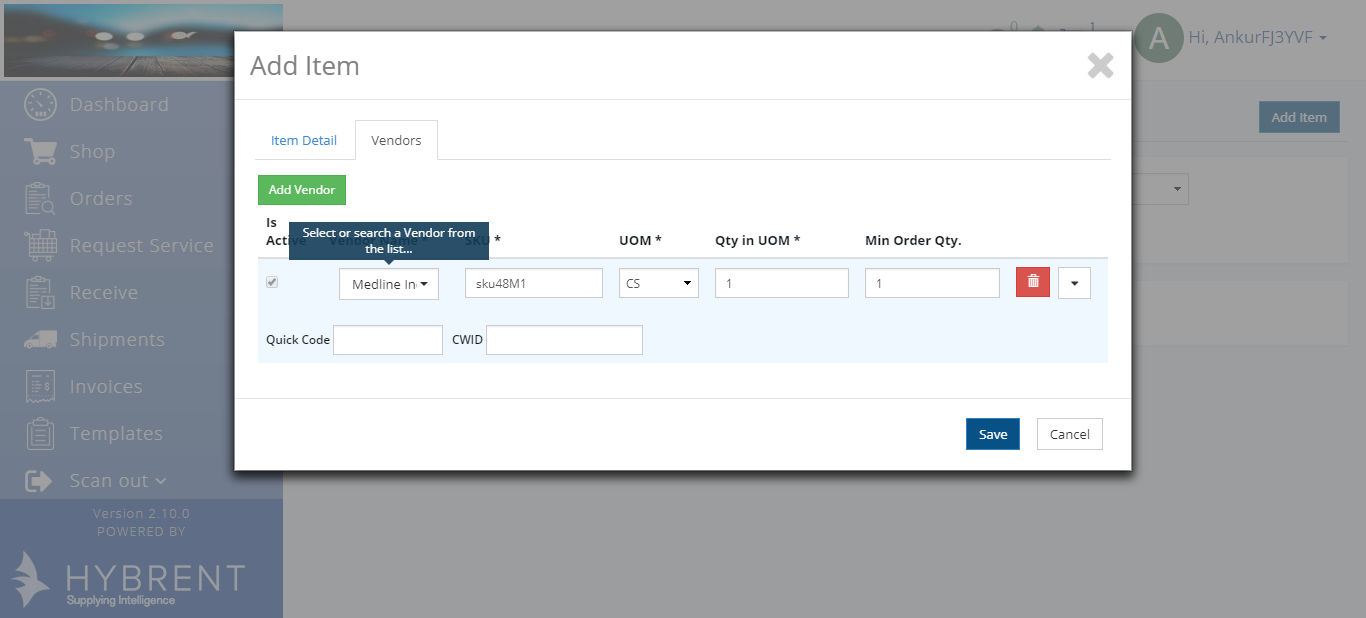 0
1
A
Hi, AnkurFJ3YVF
Add Item
Dashboard
Shop
Orders
Request Service
Receive
Shipments
Invoices
Templates
Scan out
Version 2.10.0
POWERED BY
HYBRENT
Supplying Intelligence
Add Item
Item Detail
Vendors
Add Vendor
Is
Active
Vendor Name *
SKU *
UOM *
Qty in UOM *
Min Order Qty.
Select or search a Vendor from
the list...
Medline In
sku48M1
CS
1
1
Quick Code
CWID
Save
Cancel